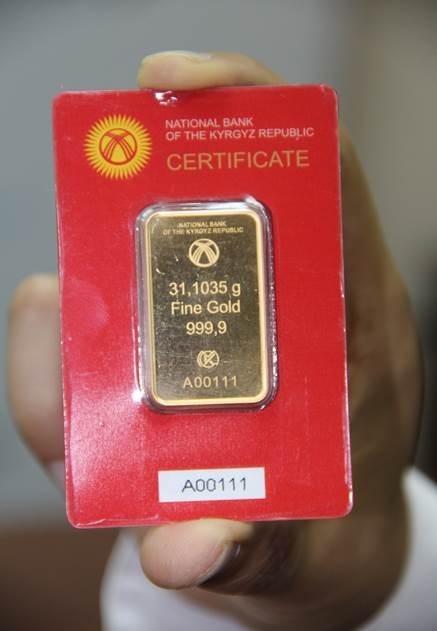 NATIONAL BANK
OF THE KYRGYZ REPUBLIC
CERTIFICATE
NATIONAL BANK
OF THE KYRGYZ REPUBLIC
31,1035 g
Fine Gold
999,9
A00111
A00111